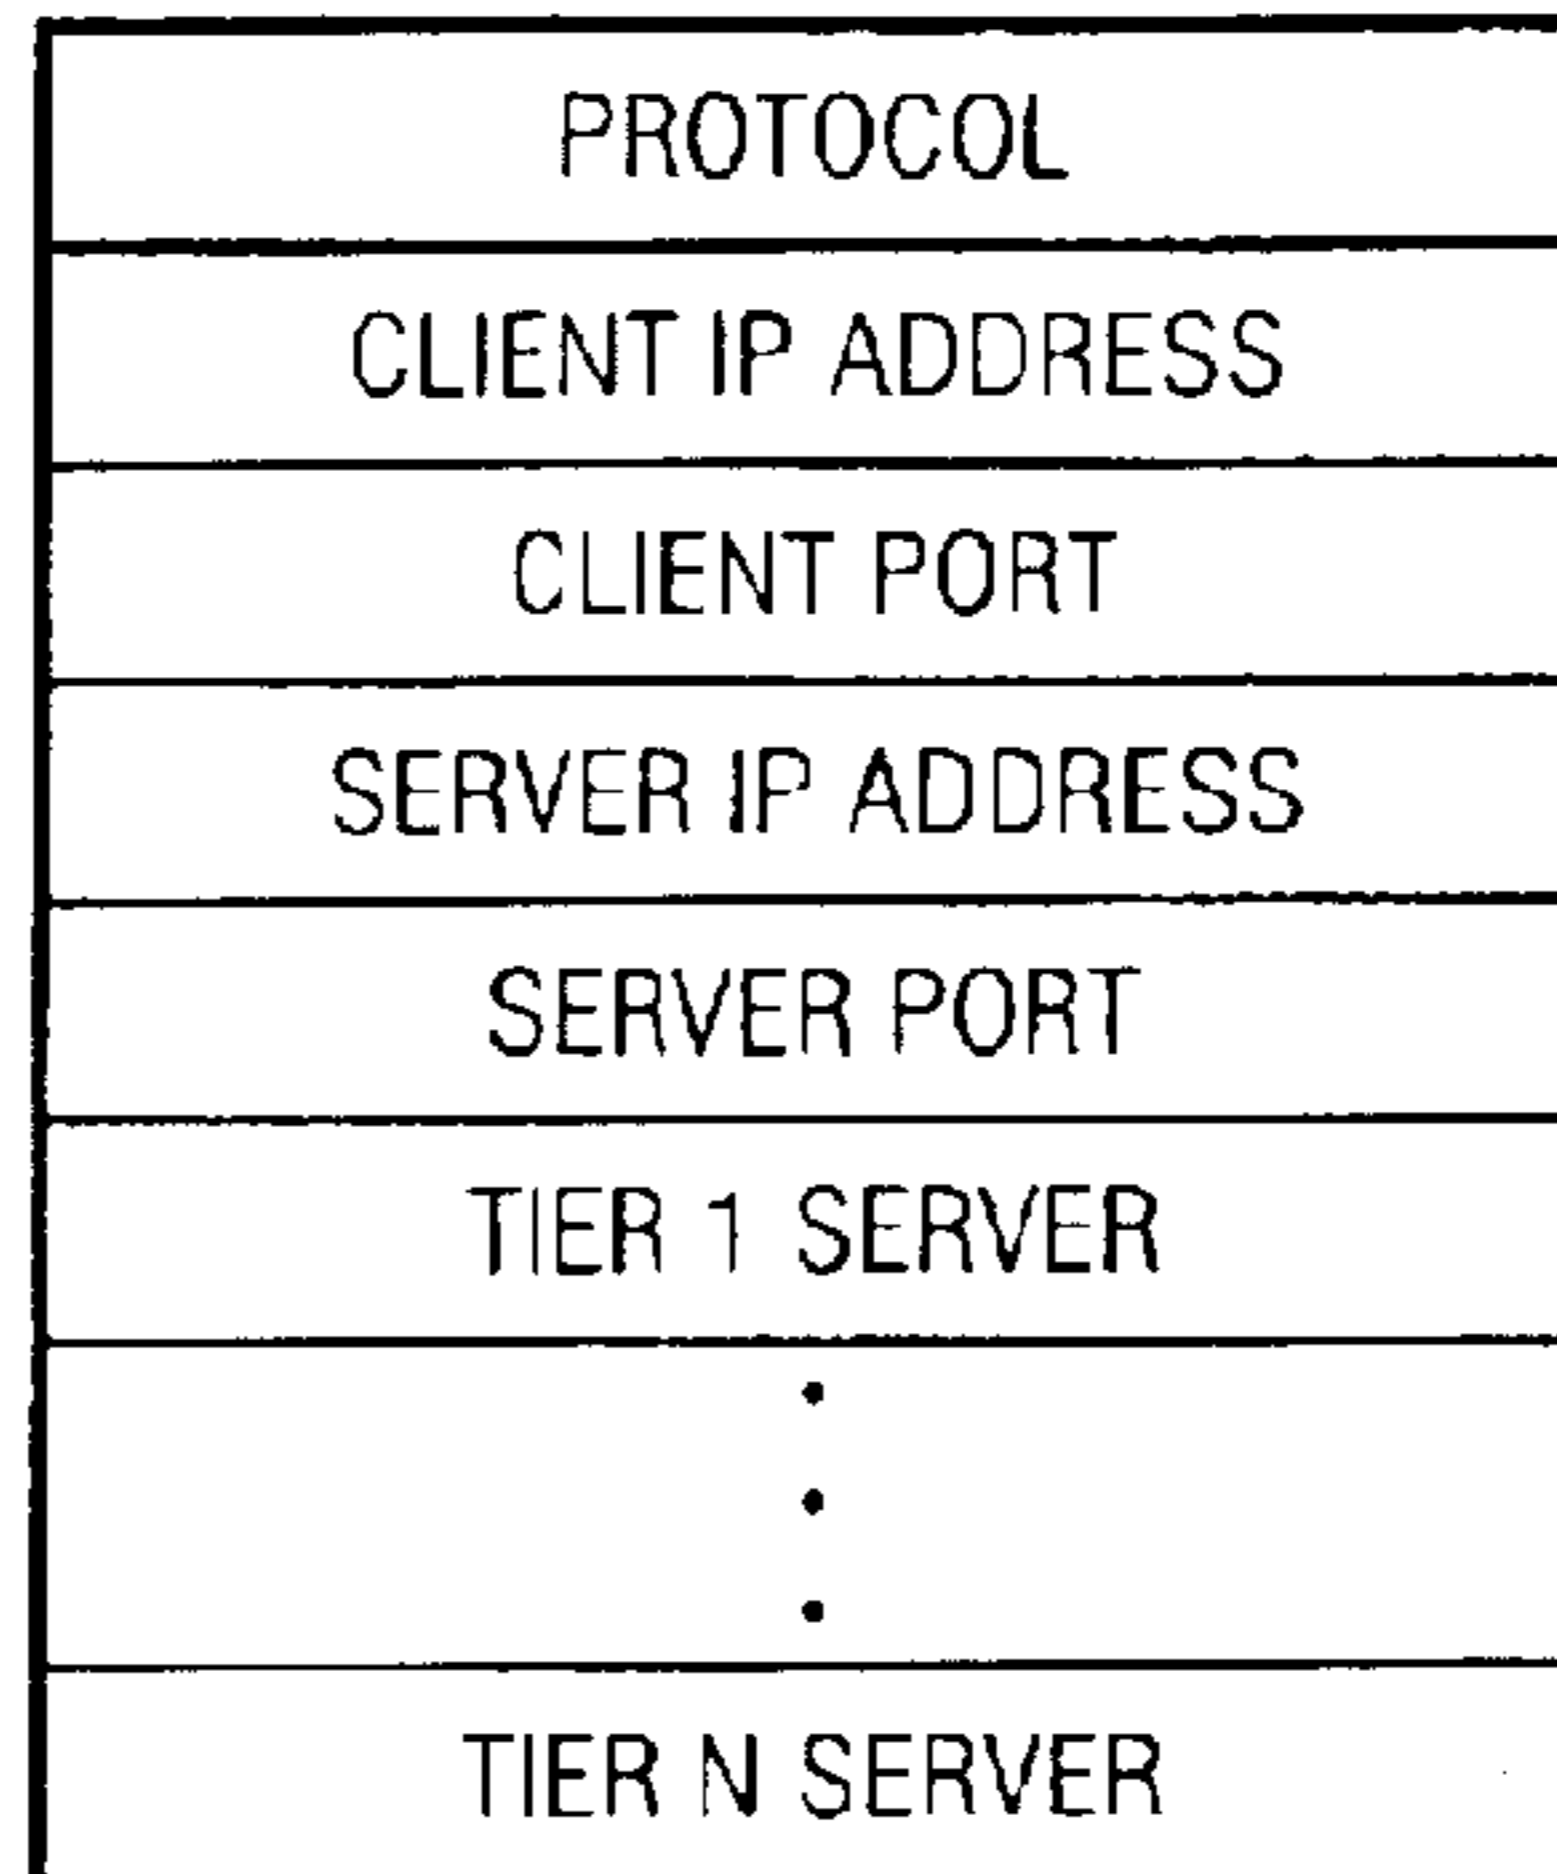 PROTOCOL
CLIENT IP ADDRESS
CLIENT PORT
SERVER IP ADDRESS
SERVER PORT
TIER 1 SERVER
TIER N SERVER